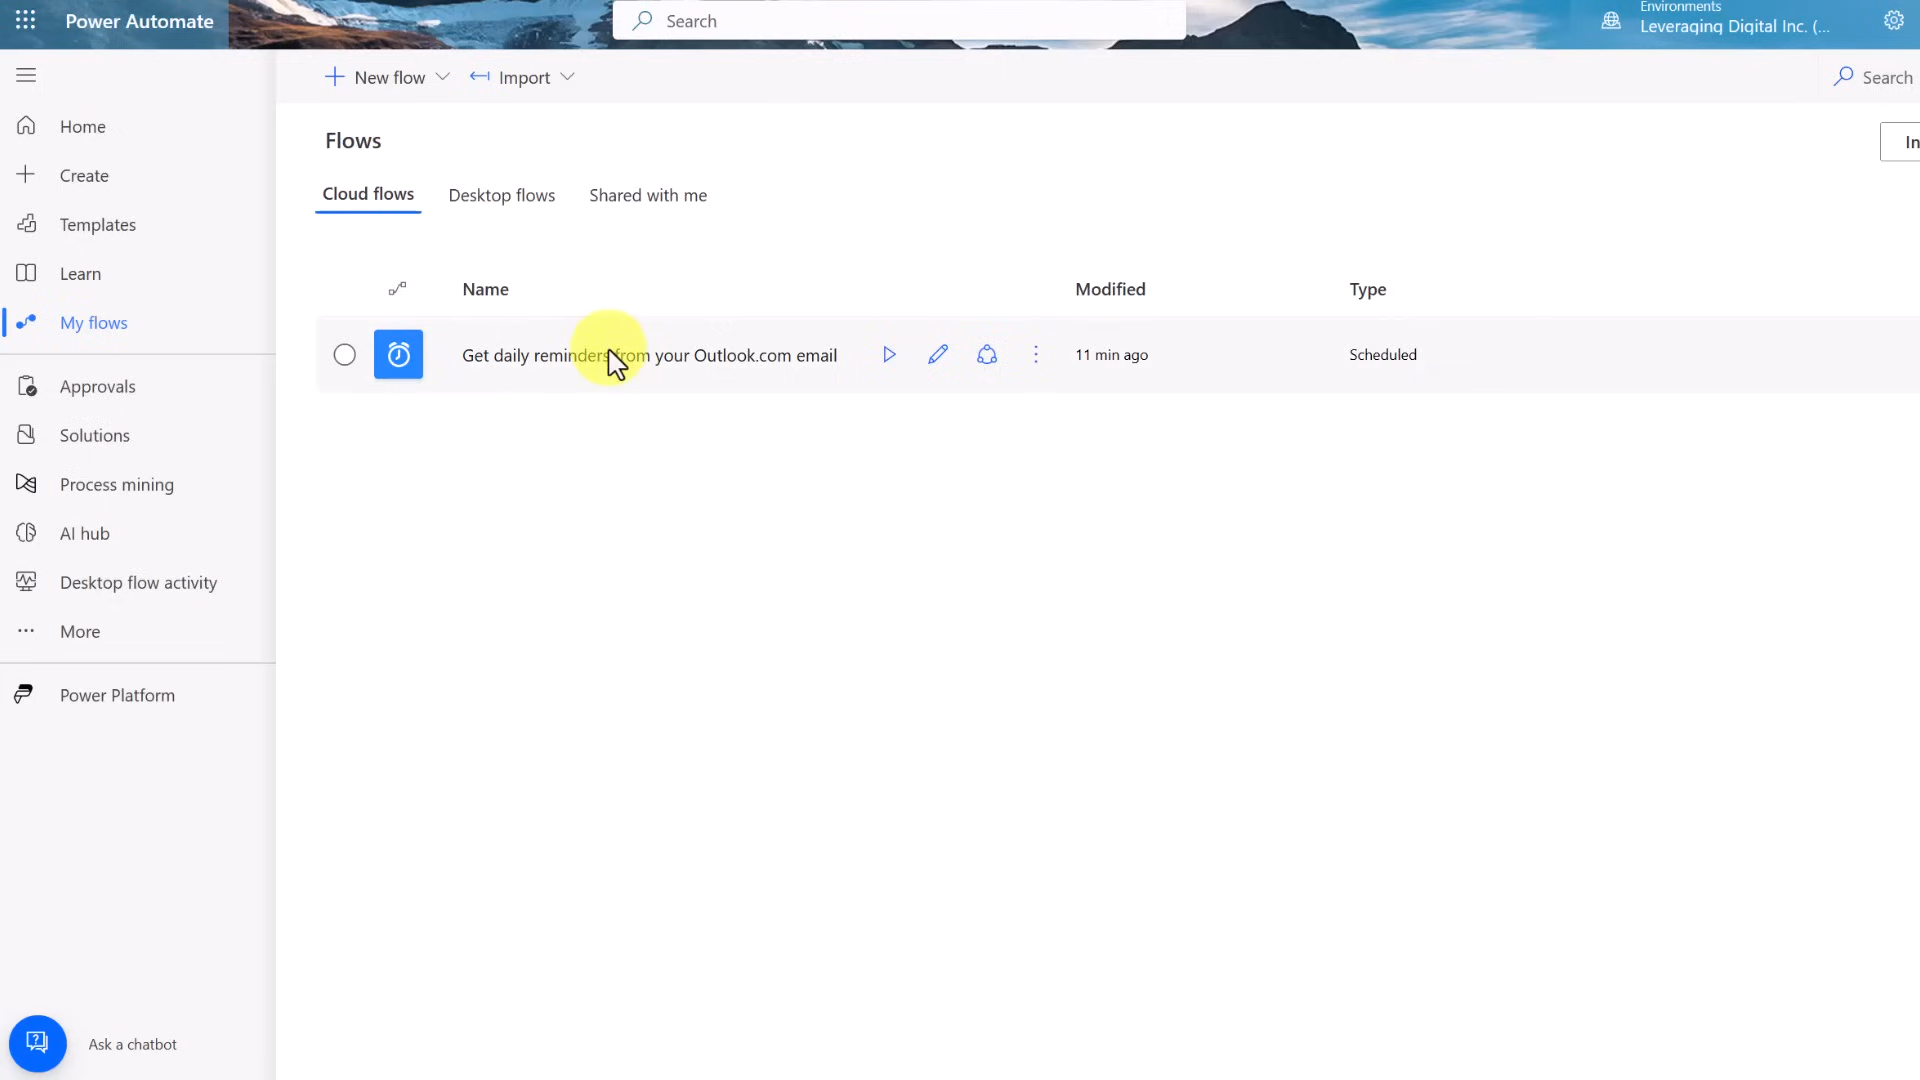 Power Automate
Search
Environments
Leveraging Digital Inc. (...
New flow
Import
Search
Home
Create
Templates
Learn
My flows
Approvals
Solutions
Process mining
AI hub
Desktop flow activity
More
Power Platform
Ask a chatbot
Flows
In
Cloud flows
Desktop flows
Shared with me
Name
Modified
Type
Get daily reminders from your Outlook.com email
11 min ago
Scheduled